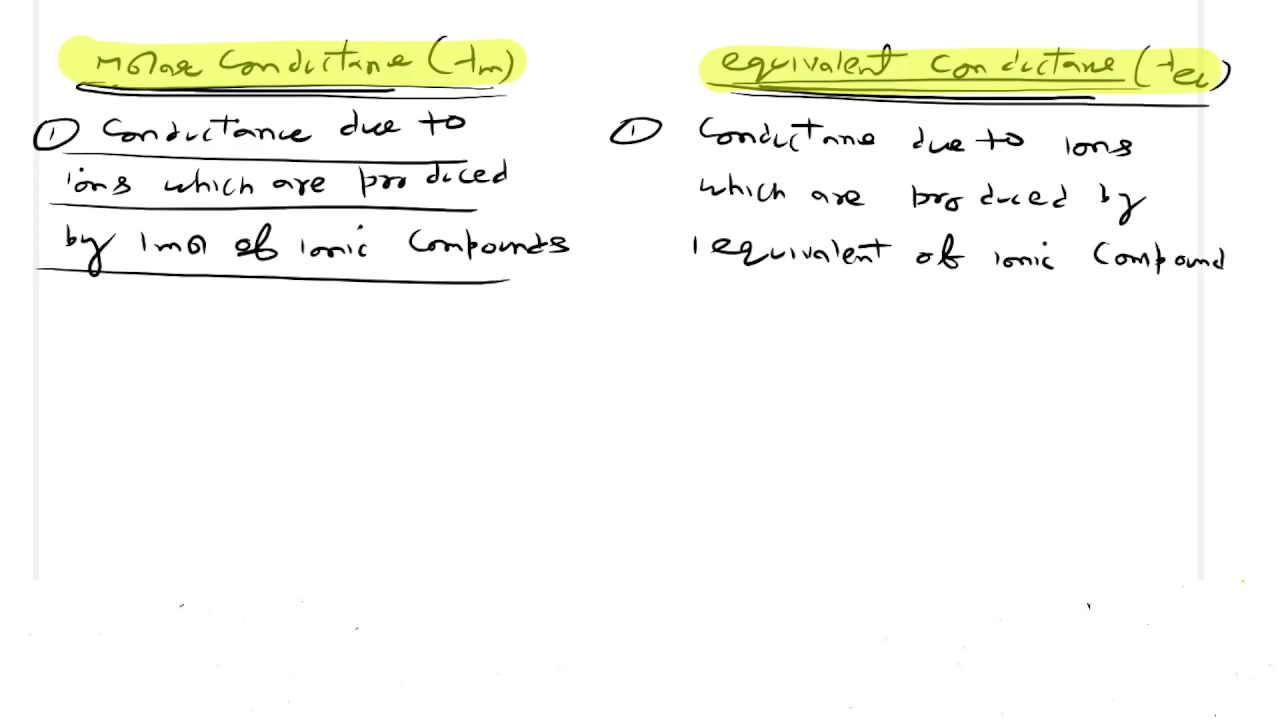 Molar Conductance (λm)
① Conductance due to
ions which are produced
by 1mol of ionic Compounds
equivalent Conductance (λeq)
① Conductance due to ions
which are produced by
1 equivalent of ionic Compound